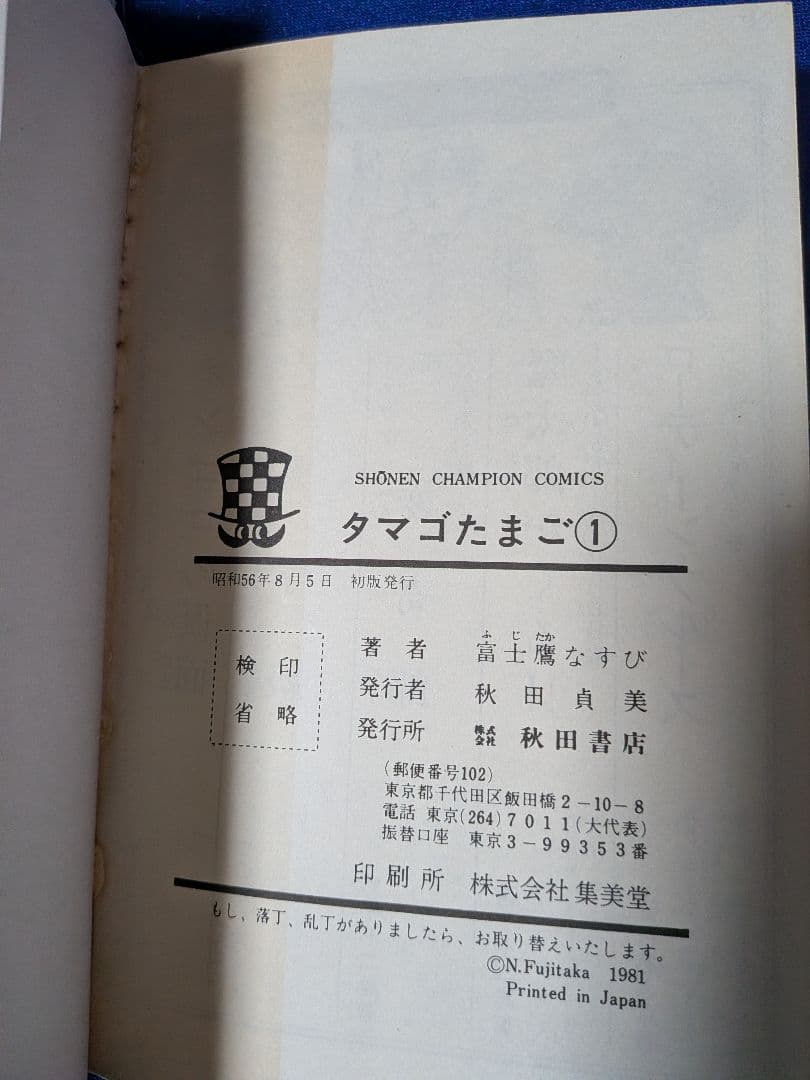 SHŌNEN CHAMPION COMICS
タマゴたまご①
昭和56年8月5日 初版発行
検印
省略
著者 富士鷹なすび
ふじたか
発行者 秋田貞美
発行所 株式会社 秋田書店
(郵便番号102)
東京都千代田区飯田橋2-10-8
電話 東京(264)7011(大代表)
振替口座 東京3-99353番
印刷所 株式会社集美堂
もし、落丁、乱丁がありましたら、お取り替えいたします。
©N.Fujitaka 1981
Printed in Japan